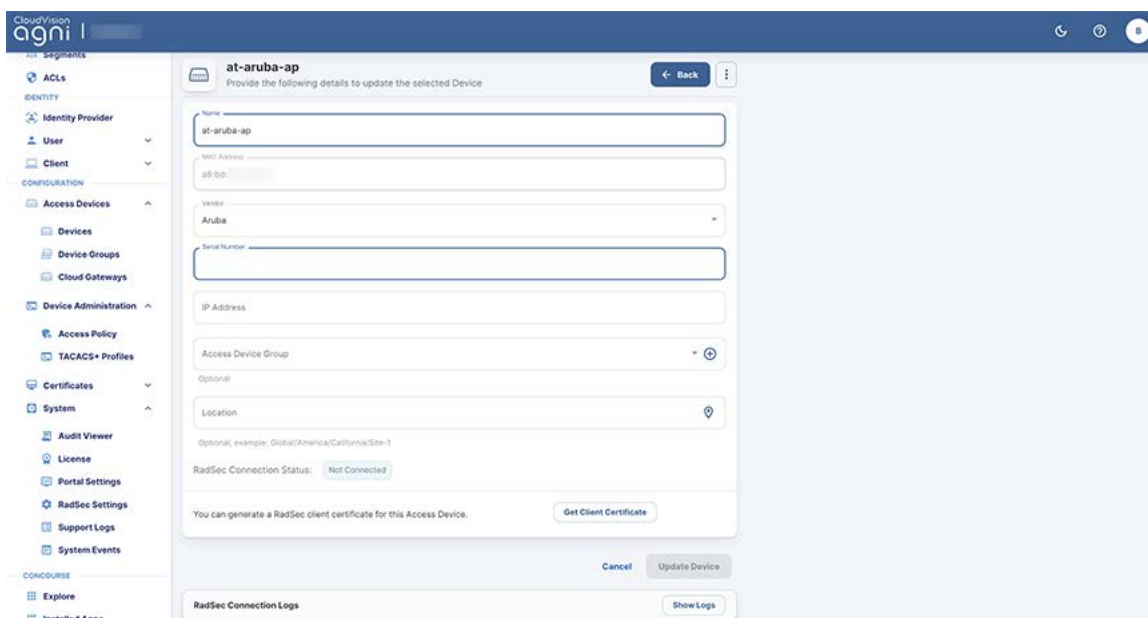 CloudVision
agni
B
Segments
ACLs
IDENTITY
Identity Provider
User
Client
CONFIGURATION
Access Devices
Devices
Device Groups
Cloud Gateways
Device Administration
Access Policy
TACACS+ Profiles
Certificates
System
Audit Viewer
License
Portal Settings
RadSec Settings
Support Logs
System Events
CONCOURSE
Explore
Installed Apps
at-aruba-ap
Provide the following details to update the selected Device
Back
Name
at-aruba-ap
MAC Address
a8:bd:
Vendor
Aruba
Serial Number
IP Address
Access Device Group
Optional
Location
Optional, example: Global/America/California/Site-1
RadSec Connection Status: Not Connected
You can generate a RadSec client certificate for this Access Device. Get Client Certificate
Cancel Update Device
RadSec Connection Logs Show Logs